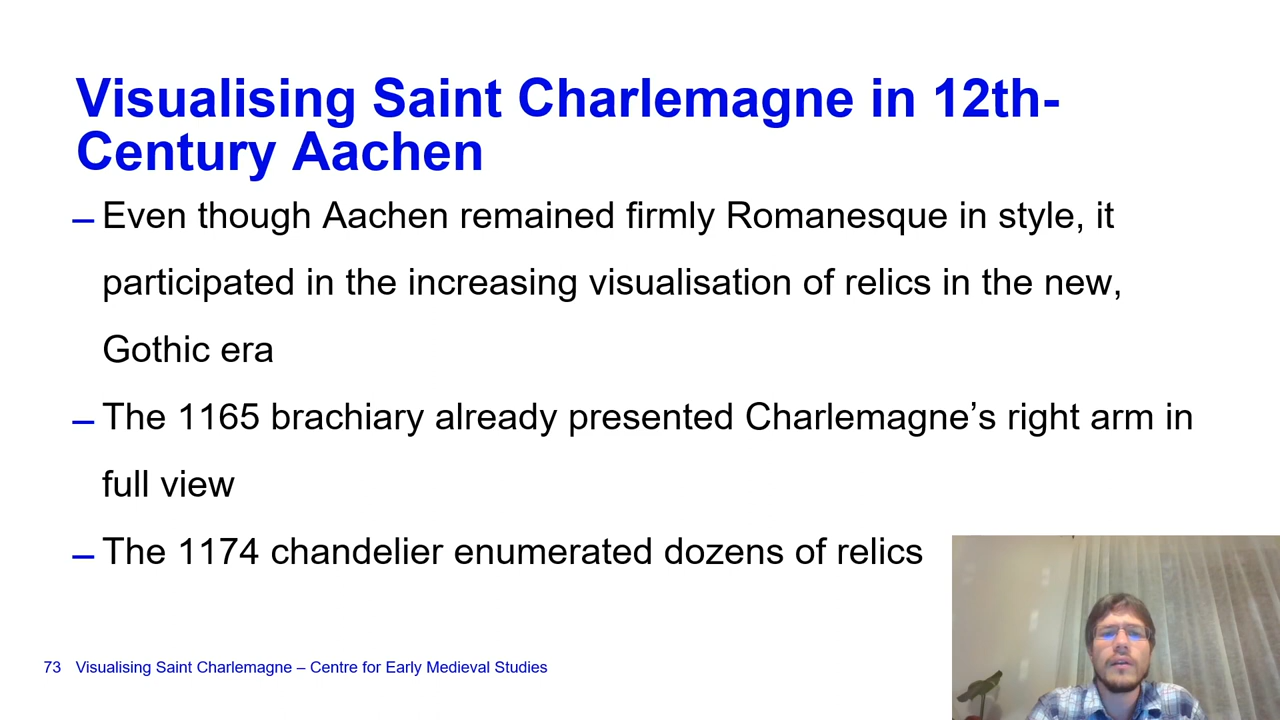 Visualising Saint Charlemagne in 12th-
Century Aachen
– Even though Aachen remained firmly Romanesque in style, it
participated in the increasing visualisation of relics in the new,
Gothic era
– The 1165 brachiary already presented Charlemagne’s right arm in
full view
– The 1174 chandelier enumerated dozens of relics
73 Visualising Saint Charlemagne – Centre for Early Medieval Studies